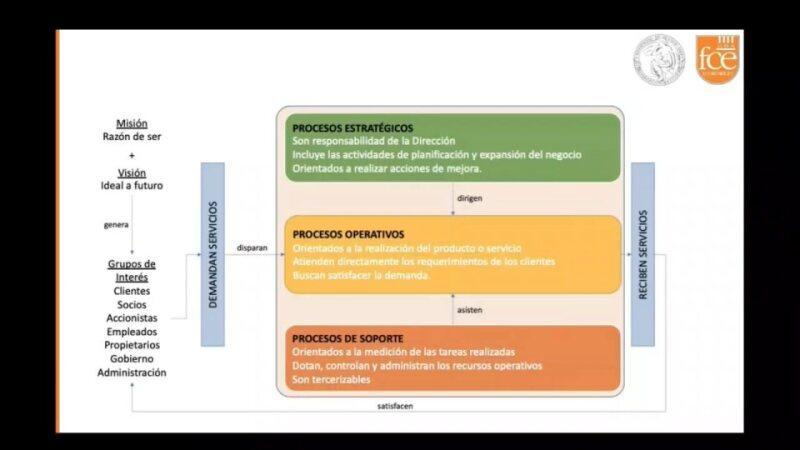 fce
Misión
Razón de ser
+
Visión
Ideal a futuro
genera
Grupos de
Interés
Clientes
Socios
Accionistas
Empleados
Propietarios
Gobierno
Administración
DEMANDAN SERVICIOS
disparan
PROCESOS ESTRATÉGICOS
Son responsabilidad de la Dirección
Incluye las actividades de planificación y expansión del negocio
Orientados a realizar acciones de mejora.
dirigen
PROCESOS OPERATIVOS
Orientados a la realización del producto o servicio
Atienden directamente los requerimientos de los clientes
Buscan satisfacer la demanda.
asisten
PROCESOS DE SOPORTE
Orientados a la medición de las tareas realizadas
Dotan, controlan y administran los recursos operativos
Son tercerizables
RECIBEN SERVICIOS
satisfacen